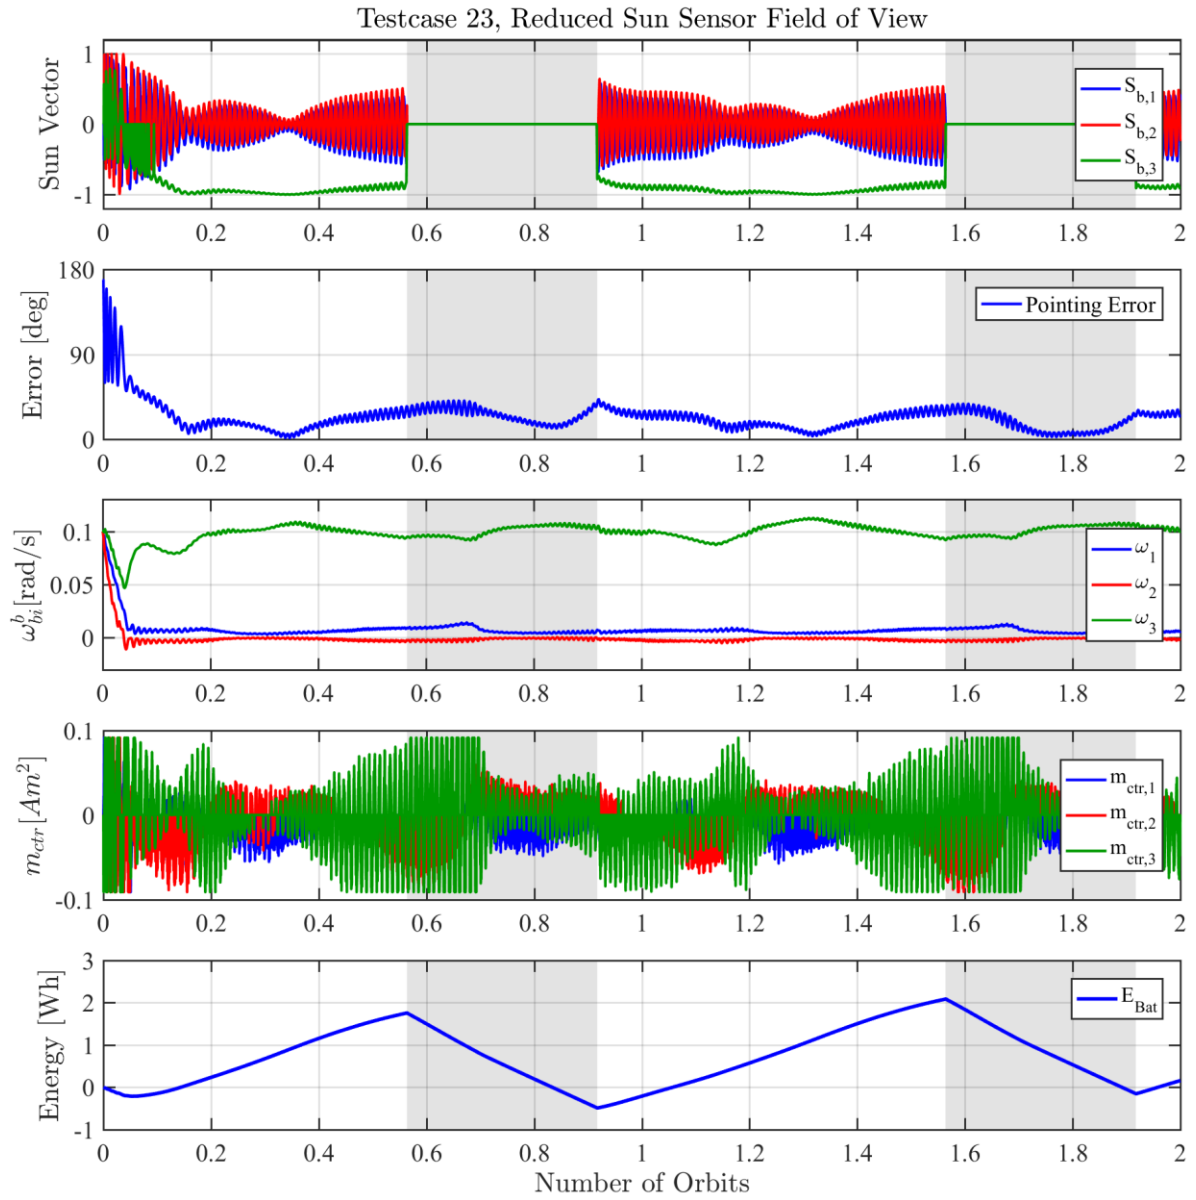 Testcase 23, Reduced Sun Sensor Field of View
Sun Vector
1
0
-1
S_b,1
S_b,2
S_b,3
0 0.2 0.4 0.6 0.8 1 1.2 1.4 1.6 1.8 2
Error [deg]
180
90
0
Pointing Error
0 0.2 0.4 0.6 0.8 1 1.2 1.4 1.6 1.8 2
ω^b_bi[rad/s]
0.1
0.05
0
ω_1
ω_2
ω_3
0 0.2 0.4 0.6 0.8 1 1.2 1.4 1.6 1.8 2
m_ctr[Am^2]
0.1
0
-0.1
m_ctr,1
m_ctr,2
m_ctr,3
0 0.2 0.4 0.6 0.8 1 1.2 1.4 1.6 1.8 2
Energy [Wh]
3
2
1
0
-1
E_Bat
0 0.2 0.4 0.6 0.8 1 1.2 1.4 1.6 1.8 2
Number of Orbits